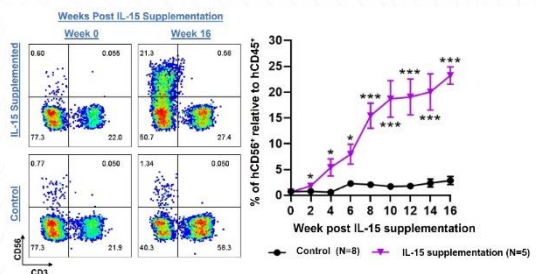 Weeks Post IL-15 Supplementation
Week 0
Week 16
IL-15 Supplemented
0.60
0.055
77.3
22.0
21.3
0.58
50.7
27.4
Control
0.77
0.050
77.3
21.9
1.34
0.050
40.3
58.3
CD56
CD3
% of hCD56⁺ relative to hCD45⁺
30
25
20
15
10
5
0
* * * *** *** *** *** ***
0 2 4 6 8 10 12 14 16
Week post IL-15 supplementation
Control (N=8)
IL-15 supplementation (N=5)